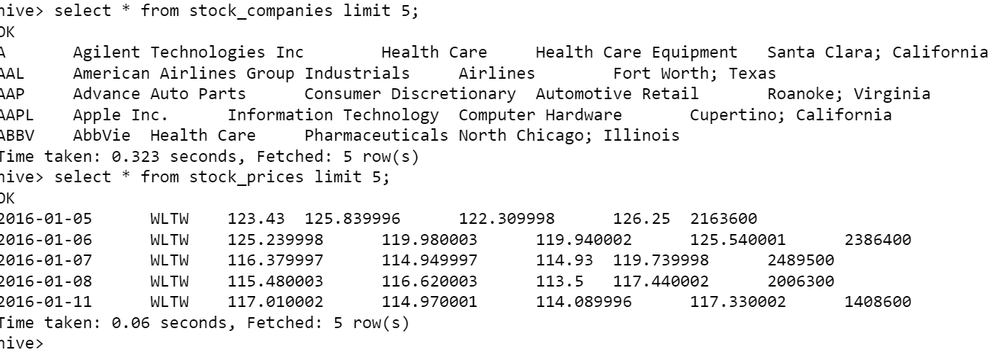 hive> select * from stock_companies limit 5;
OK
A Agilent Technologies Inc Health Care Health Care Equipment Santa Clara; California
AAL American Airlines Group Industrials Airlines Fort Worth; Texas
AAP Advance Auto Parts Consumer Discretionary Automotive Retail Roanoke; Virginia
AAPL Apple Inc. Information Technology Computer Hardware Cupertino; California
ABBV AbbVie Health Care Pharmaceuticals North Chicago; Illinois
Time taken: 0.323 seconds, Fetched: 5 row(s)
hive> select * from stock_prices limit 5;
OK
2016-01-05 WLTW 123.43 125.839996 122.309998 126.25 2163600
2016-01-06 WLTW 125.239998 119.980003 119.940002 125.540001 2386400
2016-01-07 WLTW 116.379997 114.949997 114.93 119.739998 2489500
2016-01-08 WLTW 115.480003 116.620003 113.5 117.440002 2006300
2016-01-11 WLTW 117.010002 114.970001 114.089996 117.330002 1408600
Time taken: 0.06 seconds, Fetched: 5 row(s)
hive>